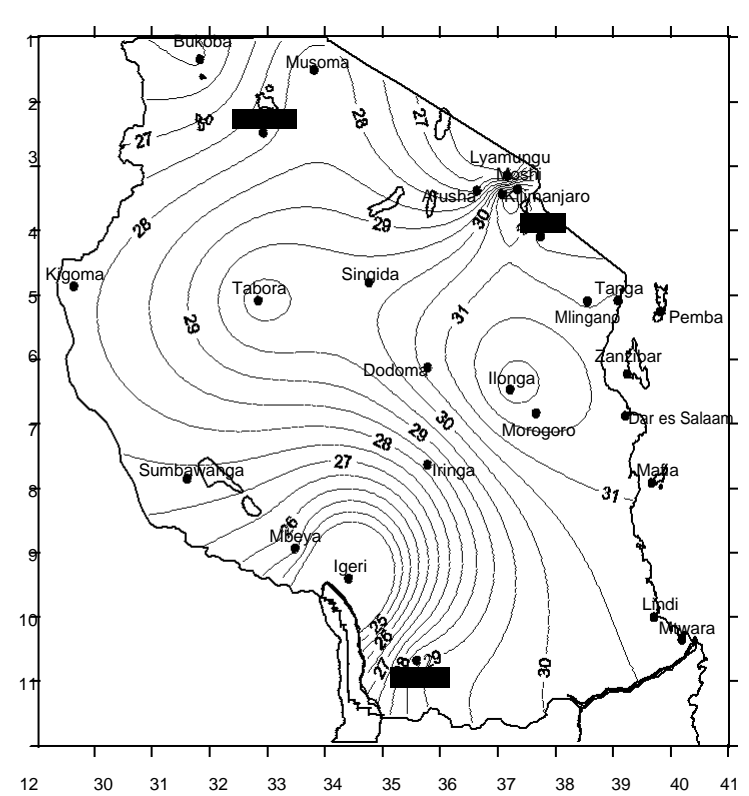 1
Bukoba
Musoma
2
28
27
27
3
Lyamungu
Moshi
Arusha
Kilimanjaro
30
29
28
4
Kigoma
Singida
Tabora
Tanga
5
31
Mlingano
Pemba
29
Zanzibar
6
Dodoma
Ilonga
30
Dar es Salaam
Morogoro
7
29
28
27
Iringa
Sumbawanga
Mafia
8
31
26
Mbeya
9
Igeri
Lindi
10
25
26
Mtwara
27
8
29
30
11
12
30
31
32
33
34
35
36
37
38
39
40
41